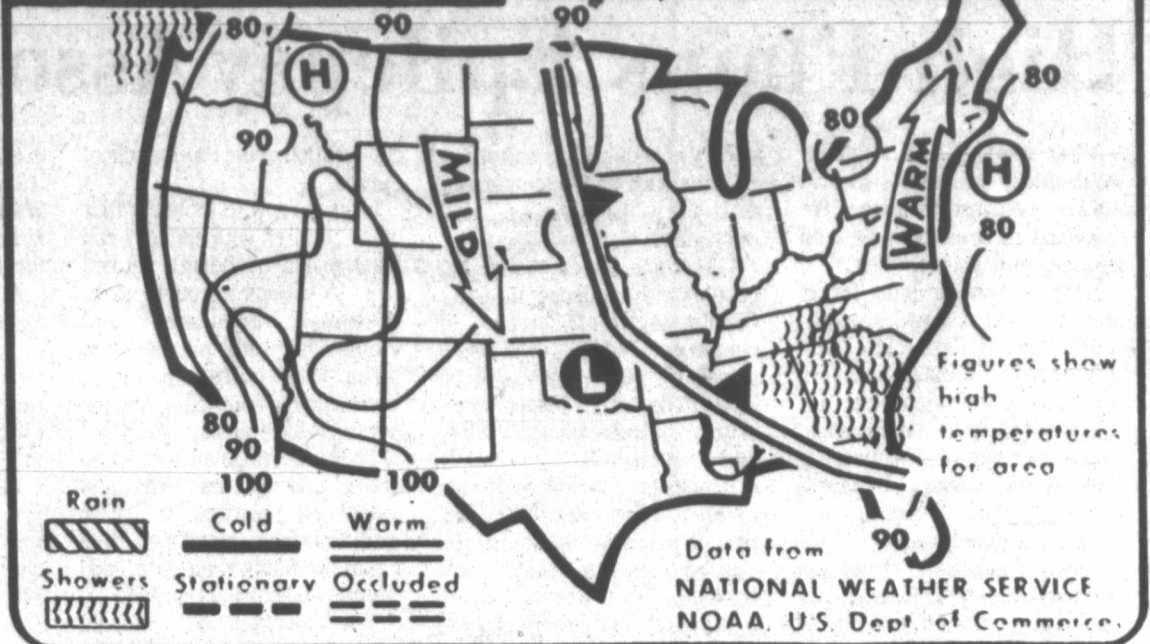 80
90
90
H
80
80
90
MILD
WARM
H
80
L
Figures show
high
temperatures
for area
80
90
100
100
Rain
Cold
Warm
Showers
Stationary
Occluded
90
Data from
NATIONAL WEATHER SERVICE
NOAA, U.S. Dept. of Commerce.